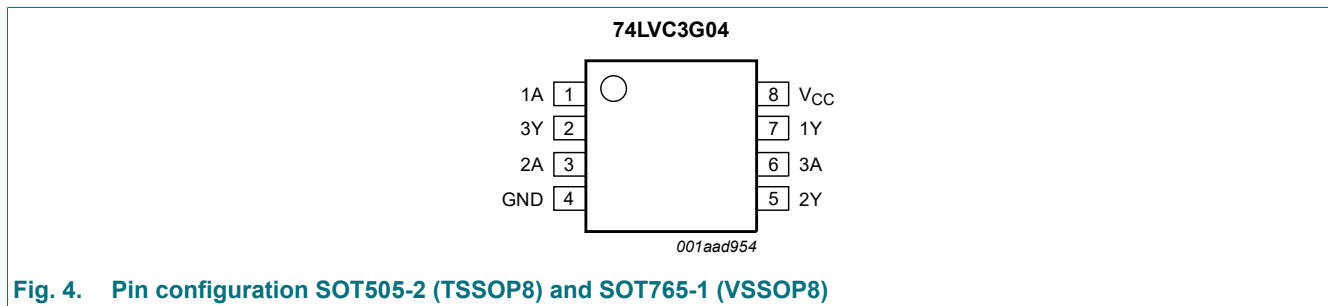 74LVC3G04
1A 1 8 VCC
3Y 2 7 1Y
2A 3 6 3A
GND 4 5 2Y
001aad954
Fig. 4. Pin configuration SOT505-2 (TSSOP8) and SOT765-1 (VSSOP8)